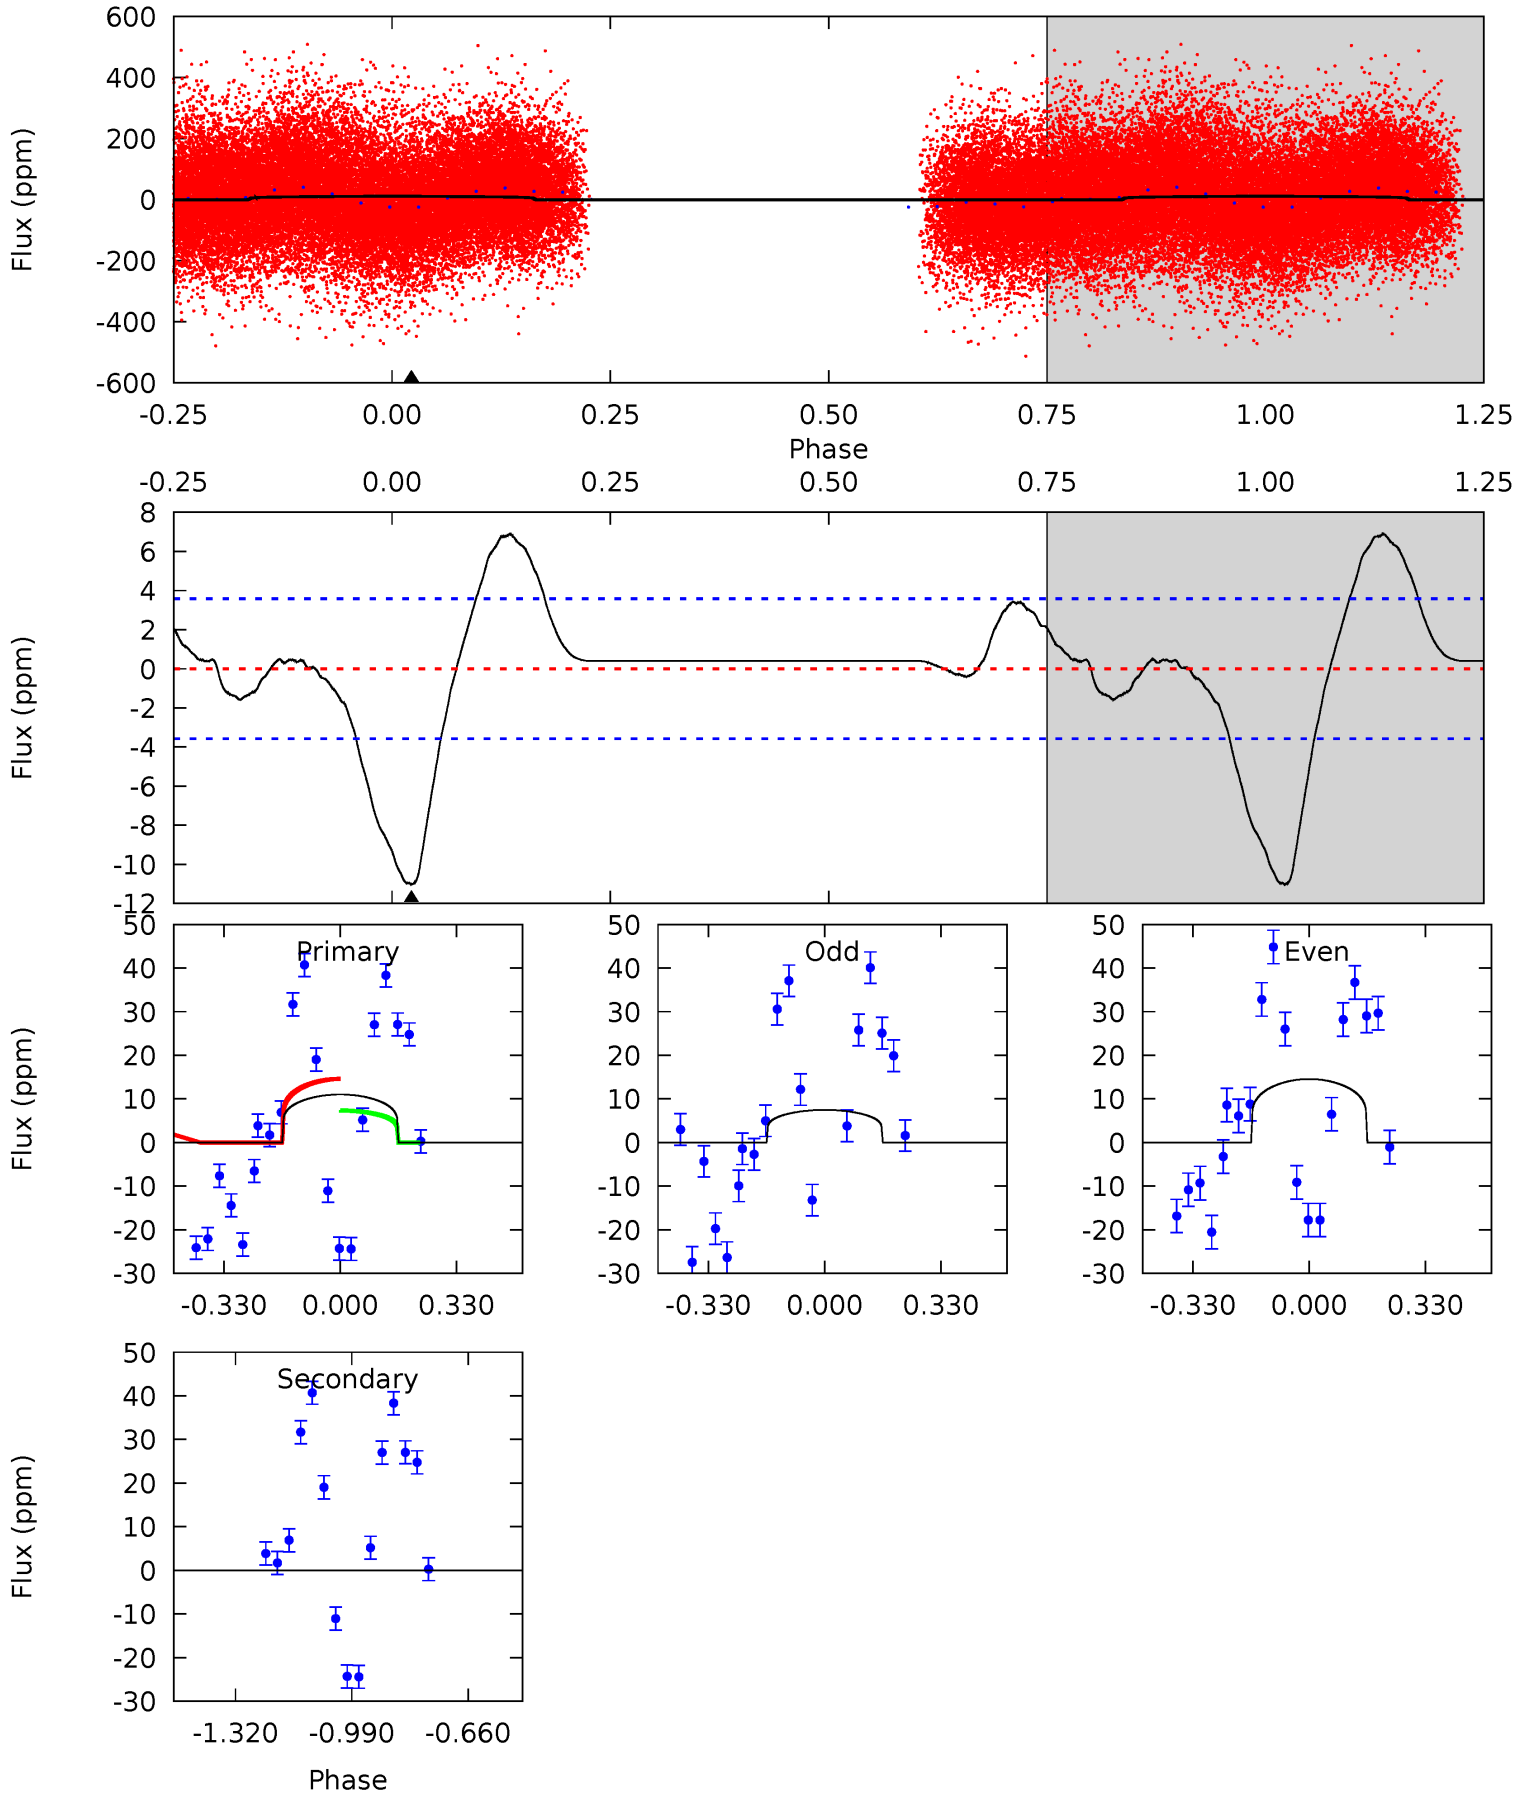 600
400
200
0
-200
-400
-600
Flux (ppm)
-0.25 0.00 0.25 0.50 0.75 1.00 1.25
Phase
-0.25 0.00 0.25 0.50 0.75 1.00 1.25
8
6
4
2
0
-2
-4
-6
-8
-10
-12
Flux (ppm)
Primary Odd Even
50 50 50
40 40 40
30 30 30
20 20 20
10 10 10
0 0 0
-10 -10 -10
-20 -20 -20
-30 -30 -30
Flux (ppm)
-0.330 0.000 0.330 -0.330 0.000 0.330 -0.330 0.000 0.330
Secondary
50
40
30
20
10
0
-10
-20
-30
Flux (ppm)
-1.320 -0.990 -0.660
Phase